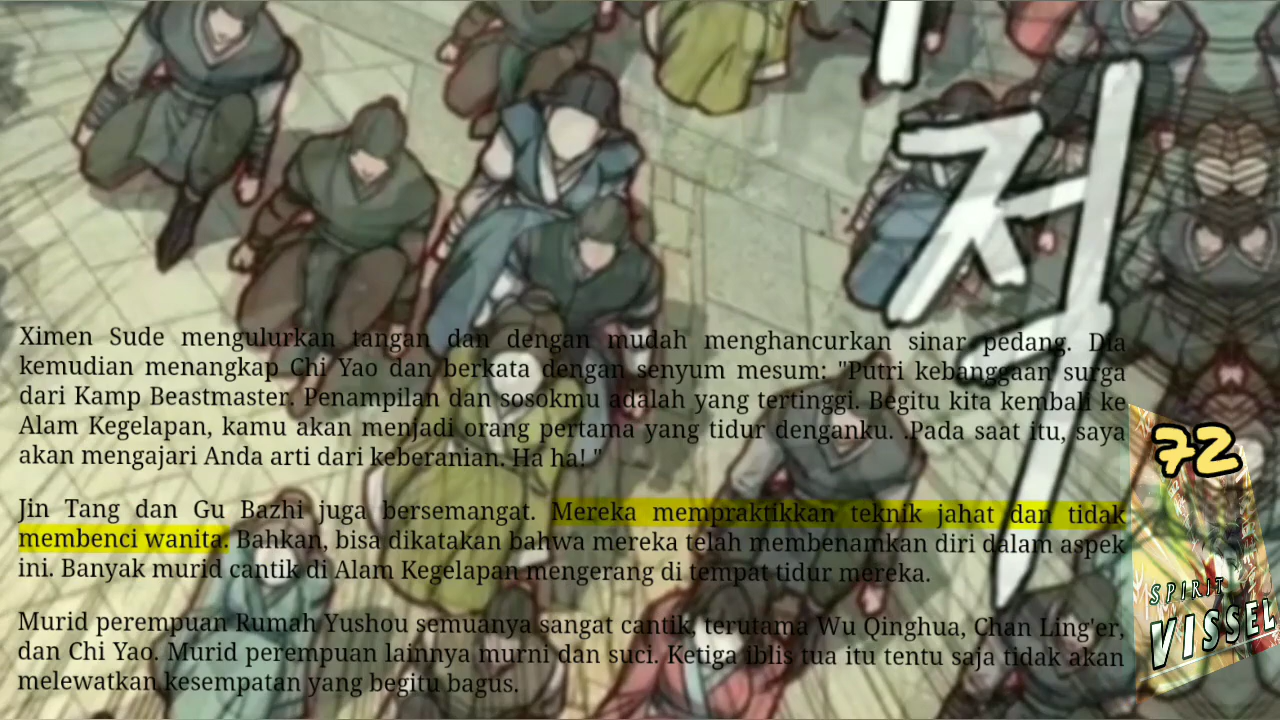 저
Ximen Sude mengulurkan tangan dan dengan mudah menghancurkan sinar pedang. Dia
kemudian menangkap Chi Yao dan berkata dengan senyum mesum: "Putri kebanggaan surga
dari Kamp Beastmaster. Penampilan dan sosokmu adalah yang tertinggi. Begitu kita kembali ke
Alam Kegelapan, kamu akan menjadi orang pertama yang tidur denganku. .Pada saat itu, saya
akan mengajari Anda arti dari keberanian. Ha ha! "
Jin Tang dan Gu Bazhi juga bersemangat. Mereka mempraktikkan teknik jahat dan tidak
membenci wanita. Bahkan, bisa dikatakan bahwa mereka telah membenamkan diri dalam aspek
ini. Banyak murid cantik di Alam Kegelapan mengerang di tempat tidur mereka.
Murid perempuan Rumah Yushou semuanya sangat cantik, terutama Wu Qinghua, Chan Ling'er,
dan Chi Yao. Murid perempuan lainnya murni dan suci. Ketiga iblis tua itu tentu saja tidak akan
melewatkan kesempatan yang begitu bagus.
72
SPIRIT
VISSEL